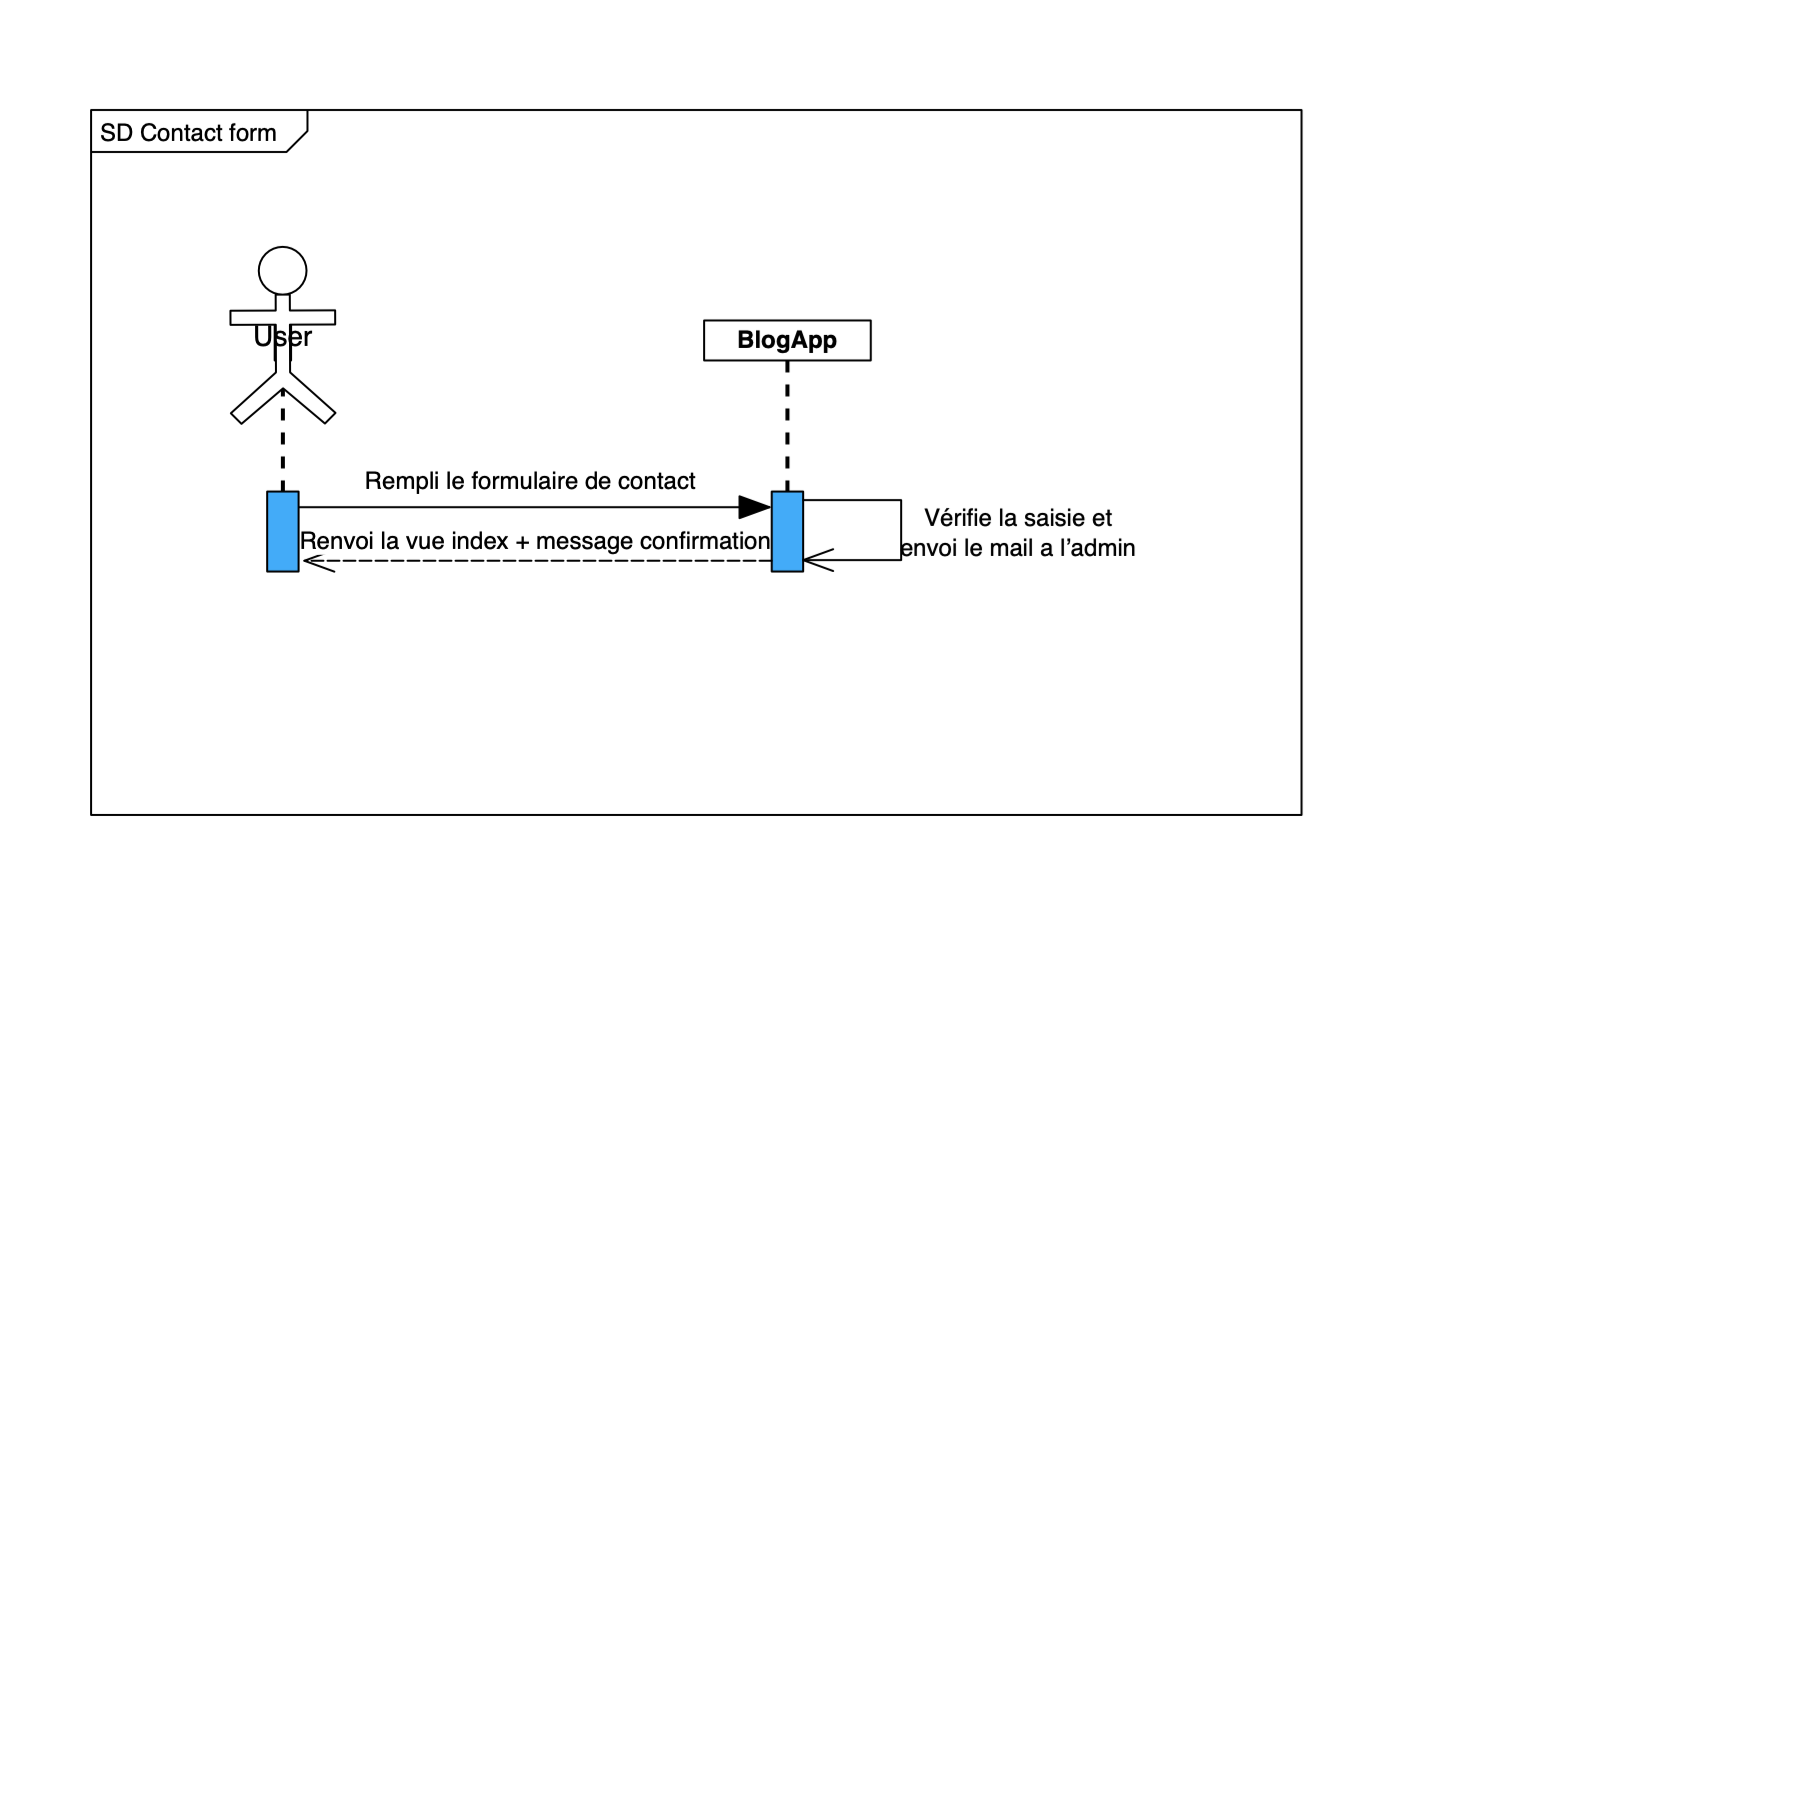 SD Contact form
User
BlogApp
Rempli le formulaire de contact
Renvoi la vue index + message confirmation
Vérifie la saisie et
envoi le mail a l’admin